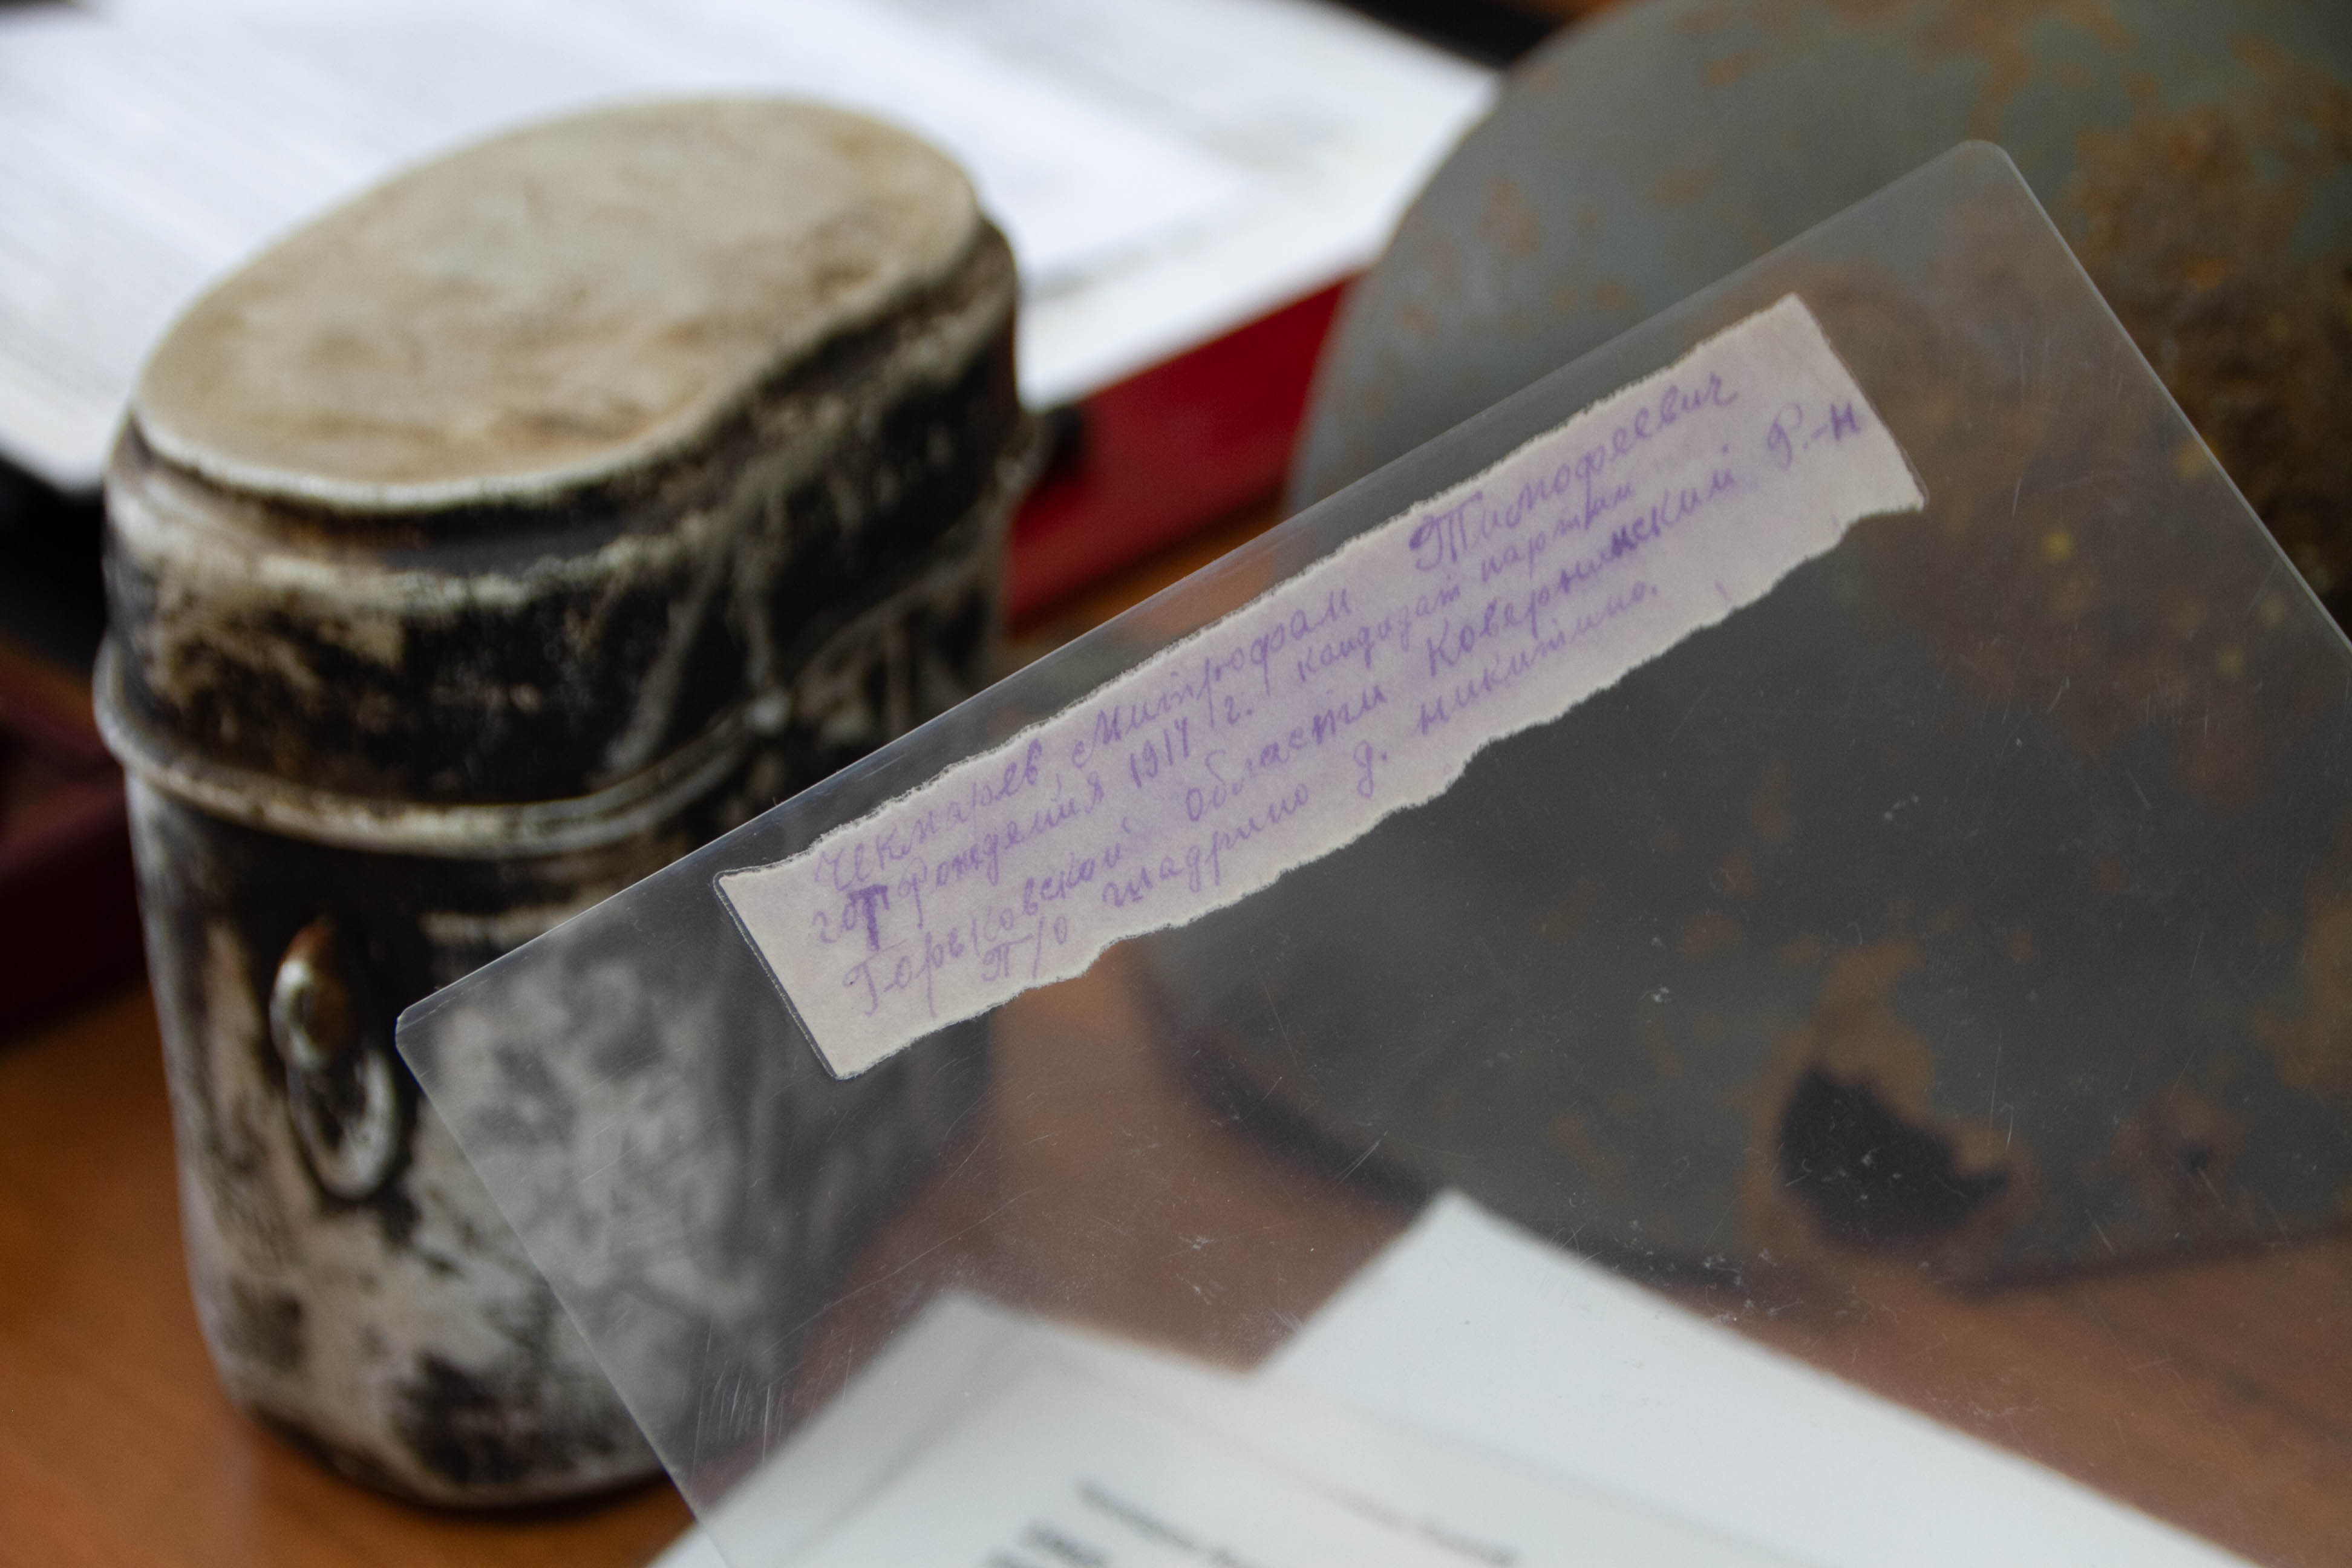 Чекмарев Митрофан Тимофеевич
год Рождения 1917 г. кандидат партии
Горьковской области Ковернинский Р.-Н
П/О Шадрино д. Никитино.